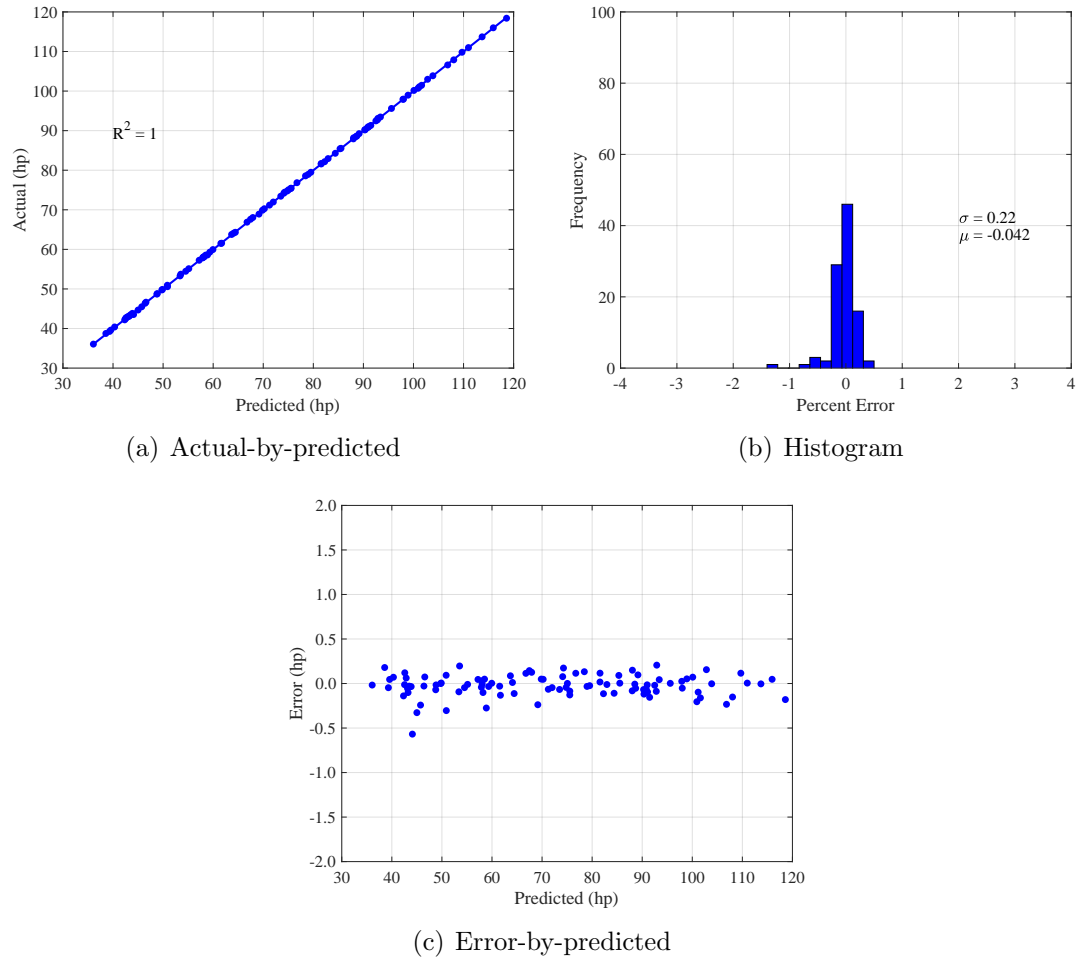 120
110
100
90
80
70
60
50
40
30
Actual (hp)
R² = 1
30 40 50 60 70 80 90 100 110 120
Predicted (hp)
(a) Actual-by-predicted
100
80
60
40
20
0
Frequency
σ = 0.22
μ = -0.042
-4 -3 -2 -1 0 1 2 3 4
Percent Error
(b) Histogram
2.0
1.5
1.0
0.5
0.0
-0.5
-1.0
-1.5
-2.0
Error (hp)
30 40 50 60 70 80 90 100 110 120
Predicted (hp)
(c) Error-by-predicted